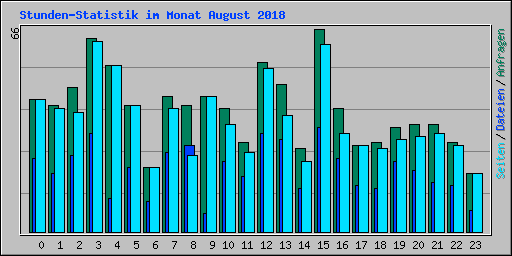 Stunden-Statistik im Monat August 2018
66
Seiten/Dateien/Anfragen
0 1 2 3 4 5 6 7 8 9 10 11 12 13 14 15 16 17 18 19 20 21 22 23